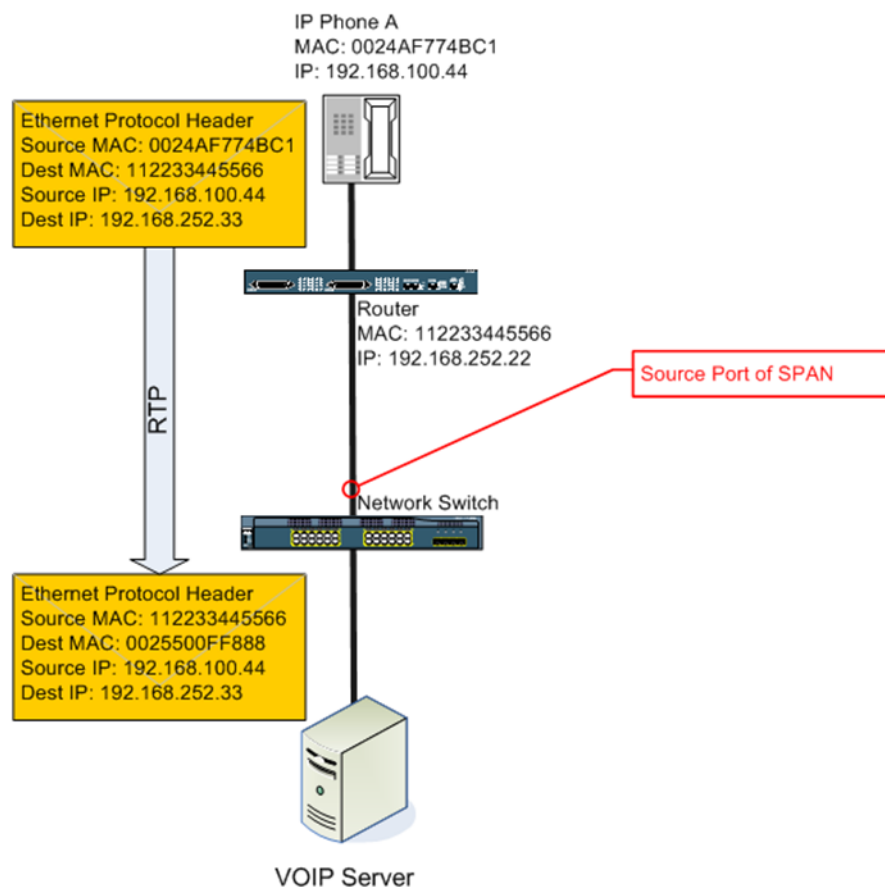 IP Phone A
MAC: 0024AF774BC1
IP: 192.168.100.44
Ethernet Protocol Header
Source MAC: 0024AF774BC1
Dest MAC: 112233445566
Source IP: 192.168.100.44
Dest IP: 192.168.252.33
Router
MAC: 112233445566
IP: 192.168.252.22
Source Port of SPAN
RTP
Network Switch
Ethernet Protocol Header
Source MAC: 112233445566
Dest MAC: 0025500FF888
Source IP: 192.168.100.44
Dest IP: 192.168.252.33
VOIP Server